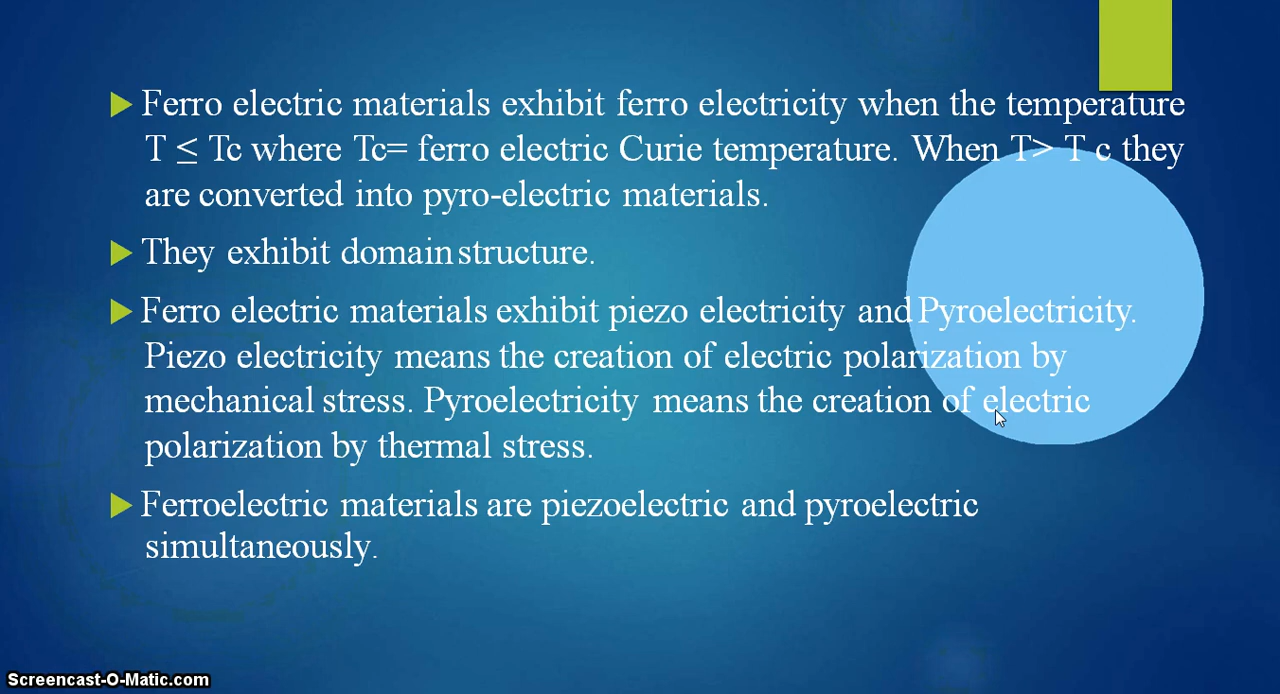 Ferro electric materials exhibit ferro electricity when the temperature
T ≤ Tc where Tc= ferro electric Curie temperature. When T> T c they
are converted into pyro-electric materials.
They exhibit domain structure.
Ferro electric materials exhibit piezo electricity and Pyroelectricity.
Piezo electricity means the creation of electric polarization by
mechanical stress. Pyroelectricity means the creation of electric
polarization by thermal stress.
Ferroelectric materials are piezoelectric and pyroelectric
simultaneously.
Screencast-O-Matic.com